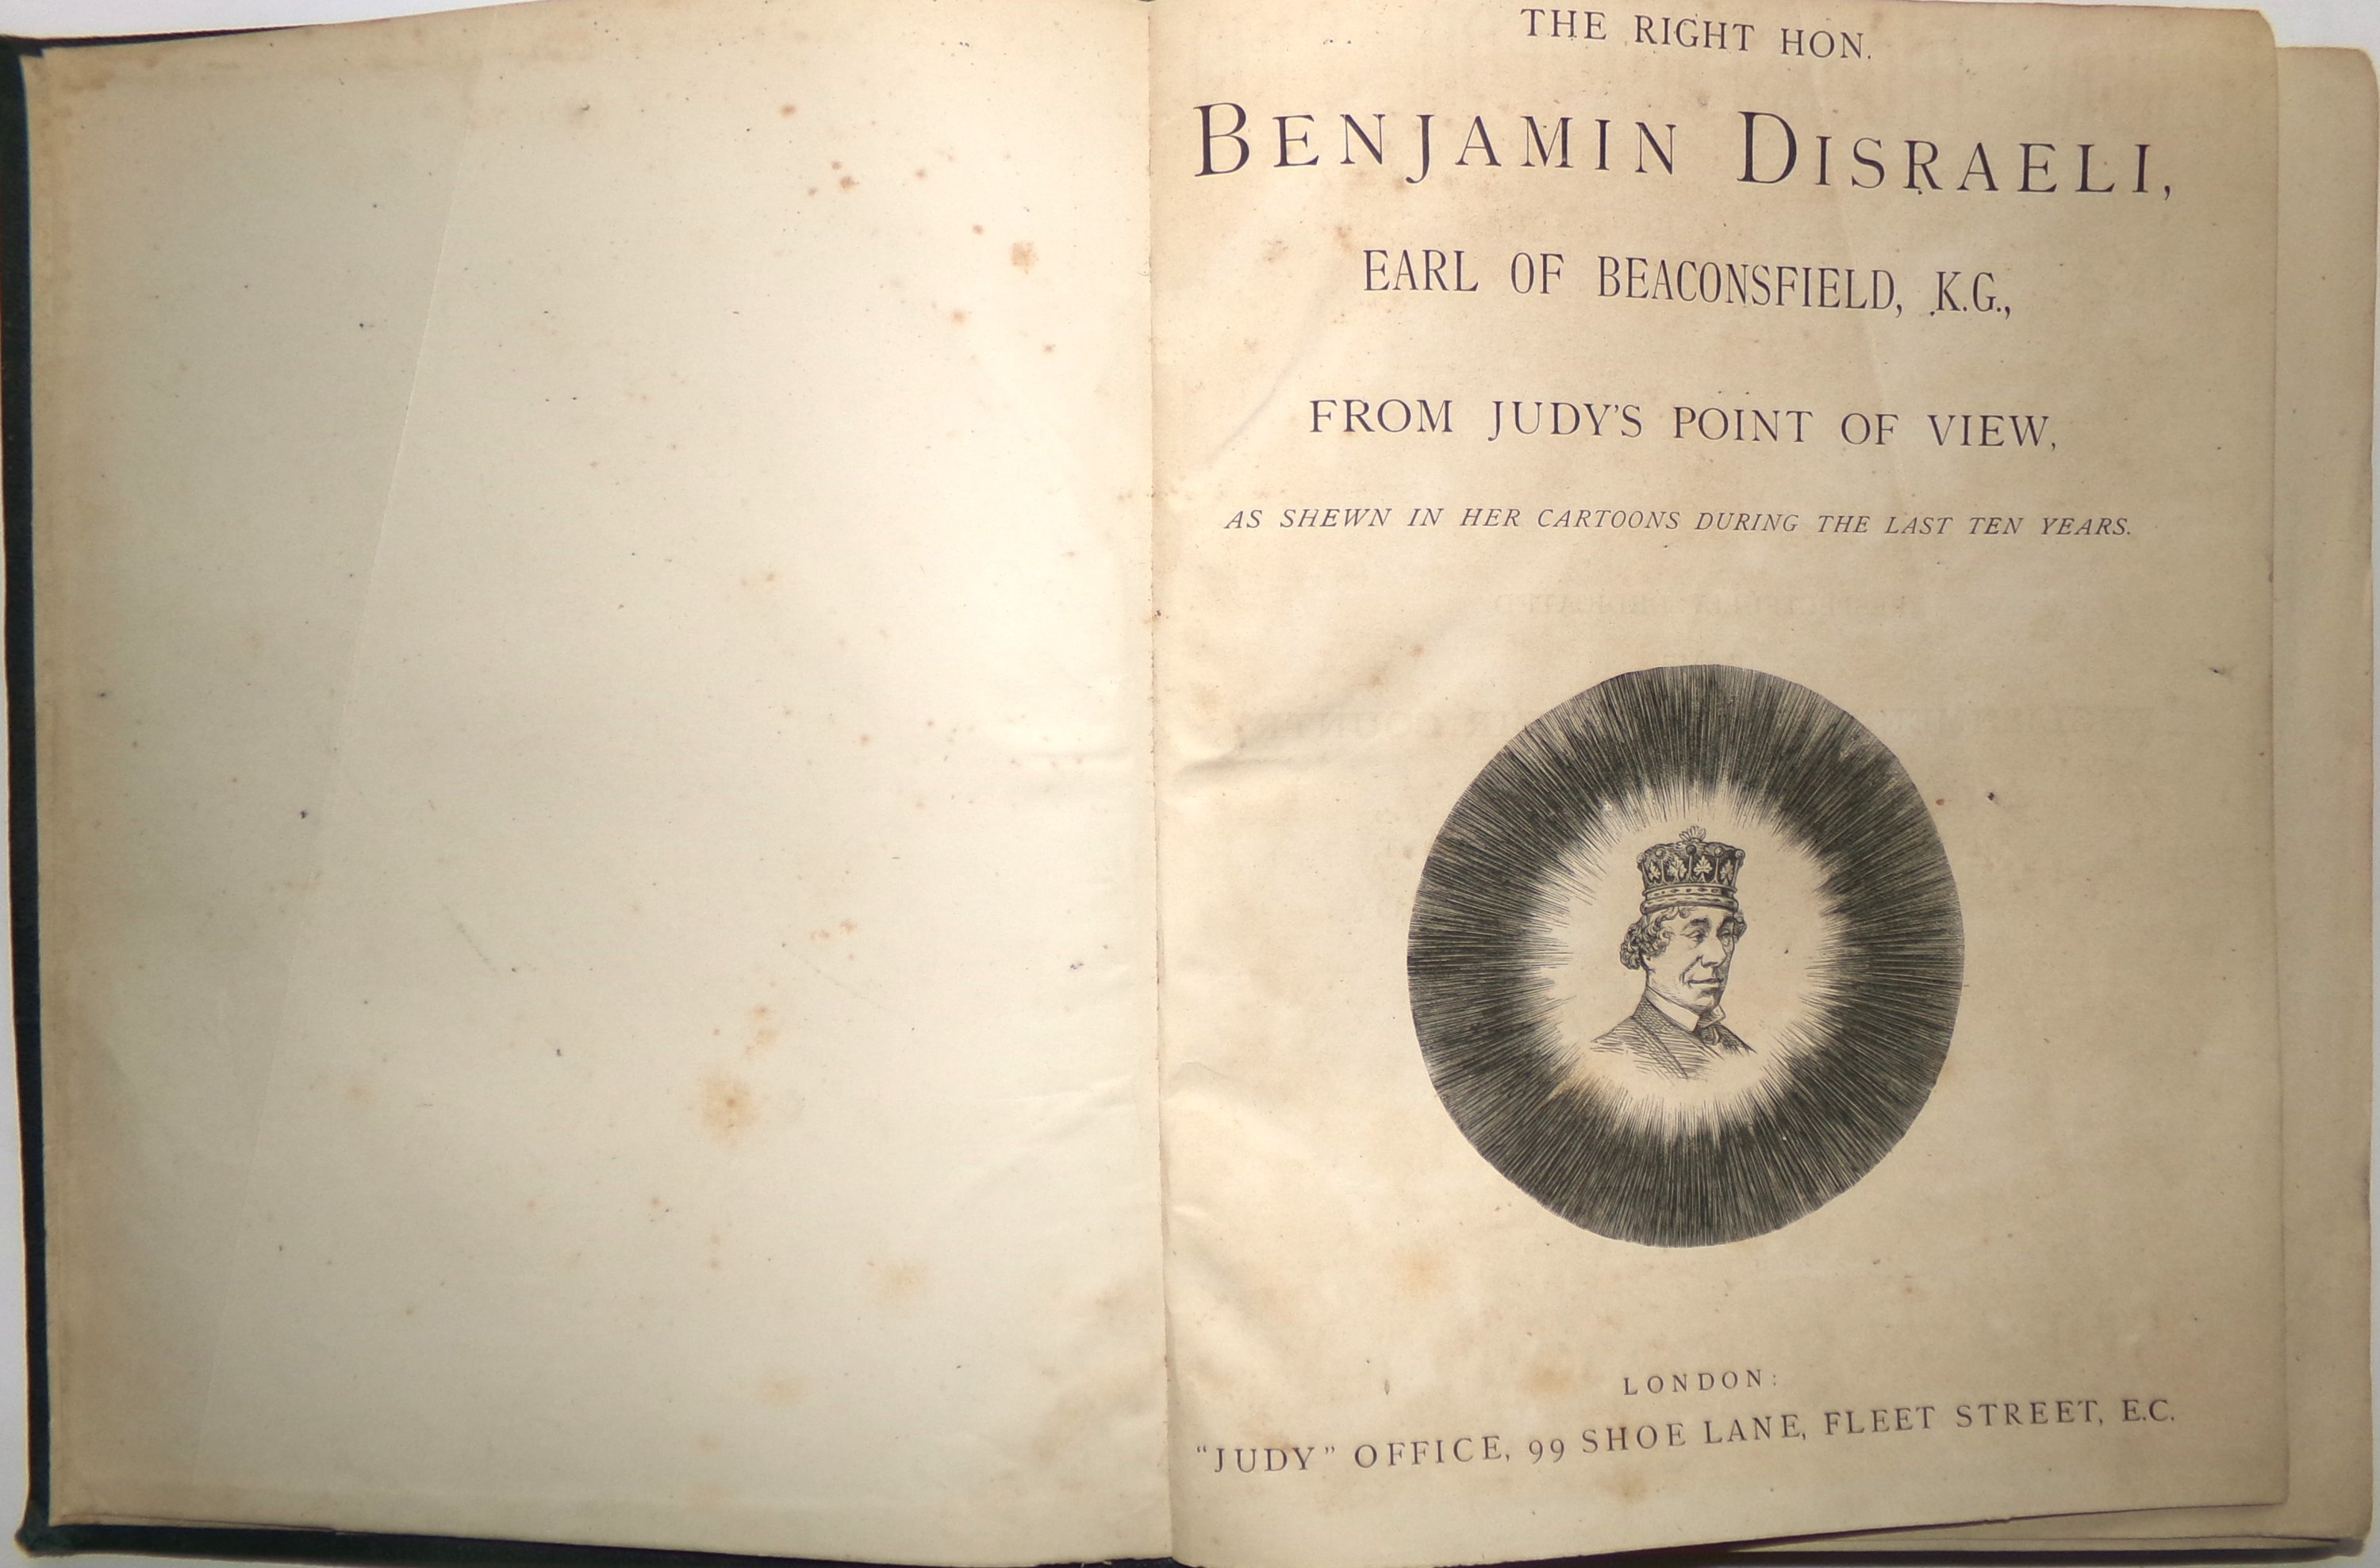 THE RIGHT HON.
BENJAMIN DISRAELI,
EARL OF BEACONSFIELD, K.G.,
FROM JUDY'S POINT OF VIEW,
AS SHEWN IN HER CARTOONS DURING THE LAST TEN YEARS.
LONDON:
"JUDY" OFFICE, 99 SHOE LANE, FLEET STREET, E.C.